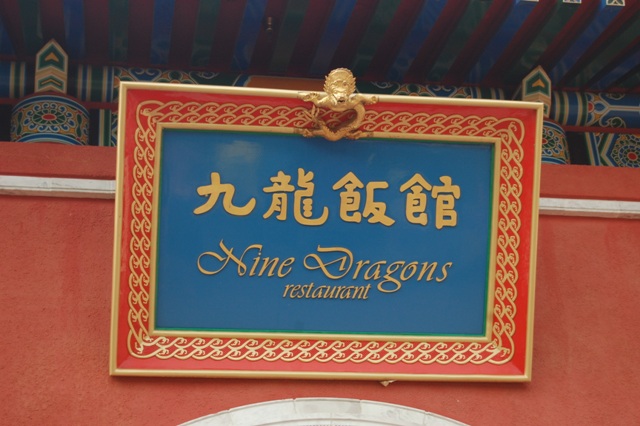 九龍飯館
Nine Dragons
restaurant